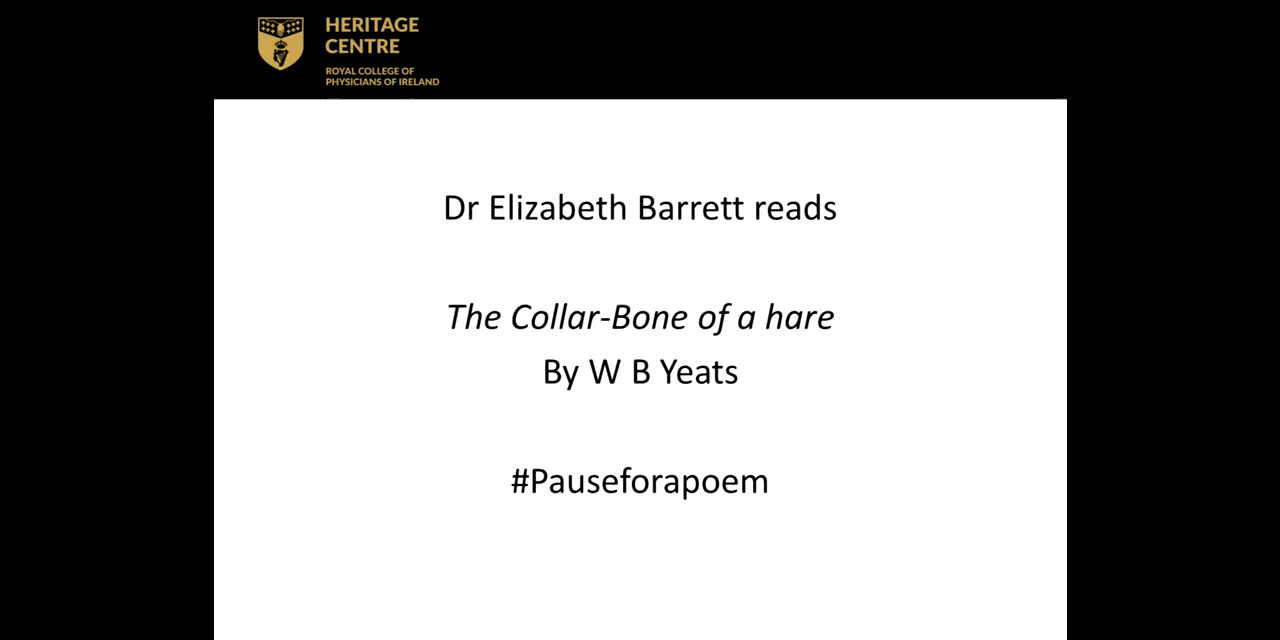 HERITAGE
CENTRE
ROYAL COLLEGE OF
PHYSICIANS OF IRELAND
Dr Elizabeth Barrett reads
The Collar-Bone of a hare
By W B Yeats
#Pauseforapoem